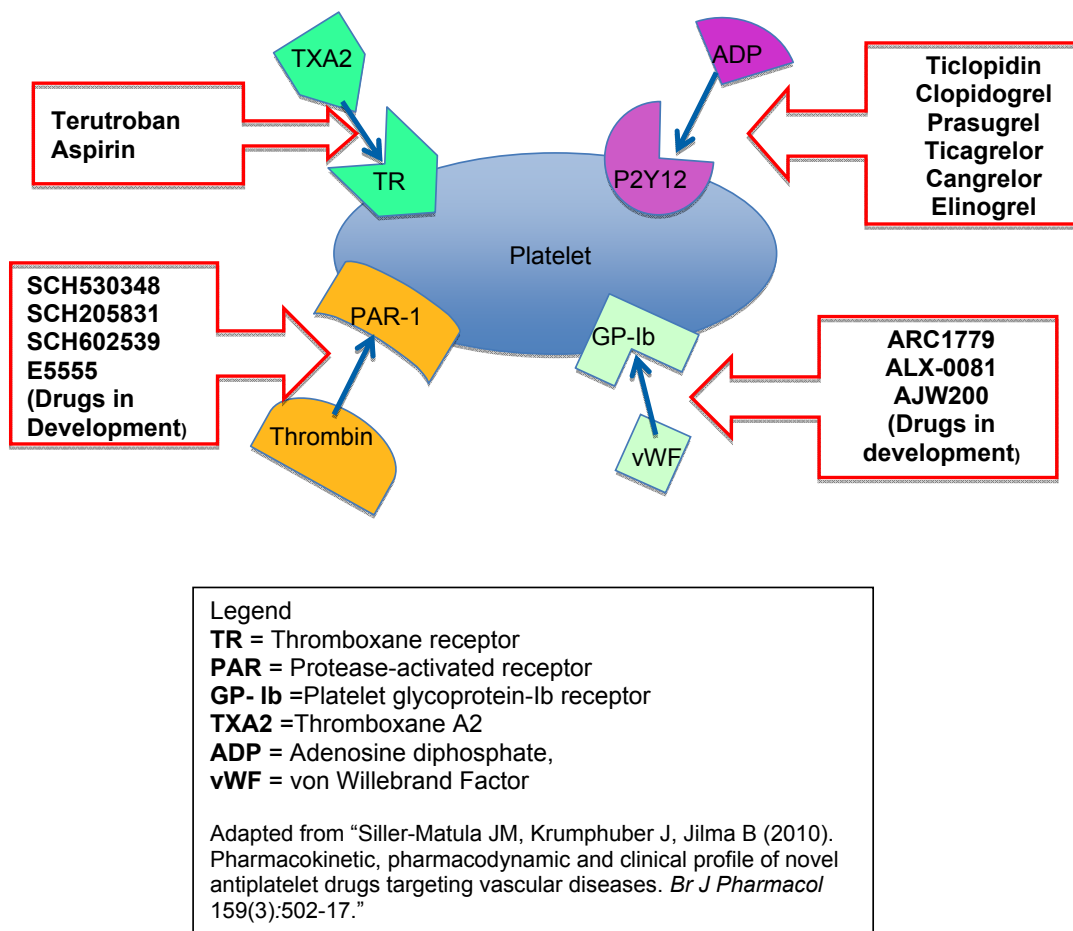 TXA2
ADP
Terutroban
Aspirin
TR
P2Y12
Ticlopidin
Clopidogrel
Prasugrel
Ticagrelor
Cangrelor
Elinogrel
Platelet
SCH530348
SCH205831
SCH602539
E5555
(Drugs in
Development)
PAR-1
Thrombin
GP-Ib
vWF
ARC1779
ALX-0081
AJW200
(Drugs in
development)
Legend
TR = Thromboxane receptor
PAR = Protease-activated receptor
GP- Ib =Platelet glycoprotein-Ib receptor
TXA2 =Thromboxane A2
ADP = Adenosine diphosphate,
vWF = von Willebrand Factor
Adapted from “Siller-Matula JM, Krumphuber J, Jilma B (2010).
Pharmacokinetic, pharmacodynamic and clinical profile of novel
antiplatelet drugs targeting vascular diseases. Br J Pharmacol
159(3):502-17.”